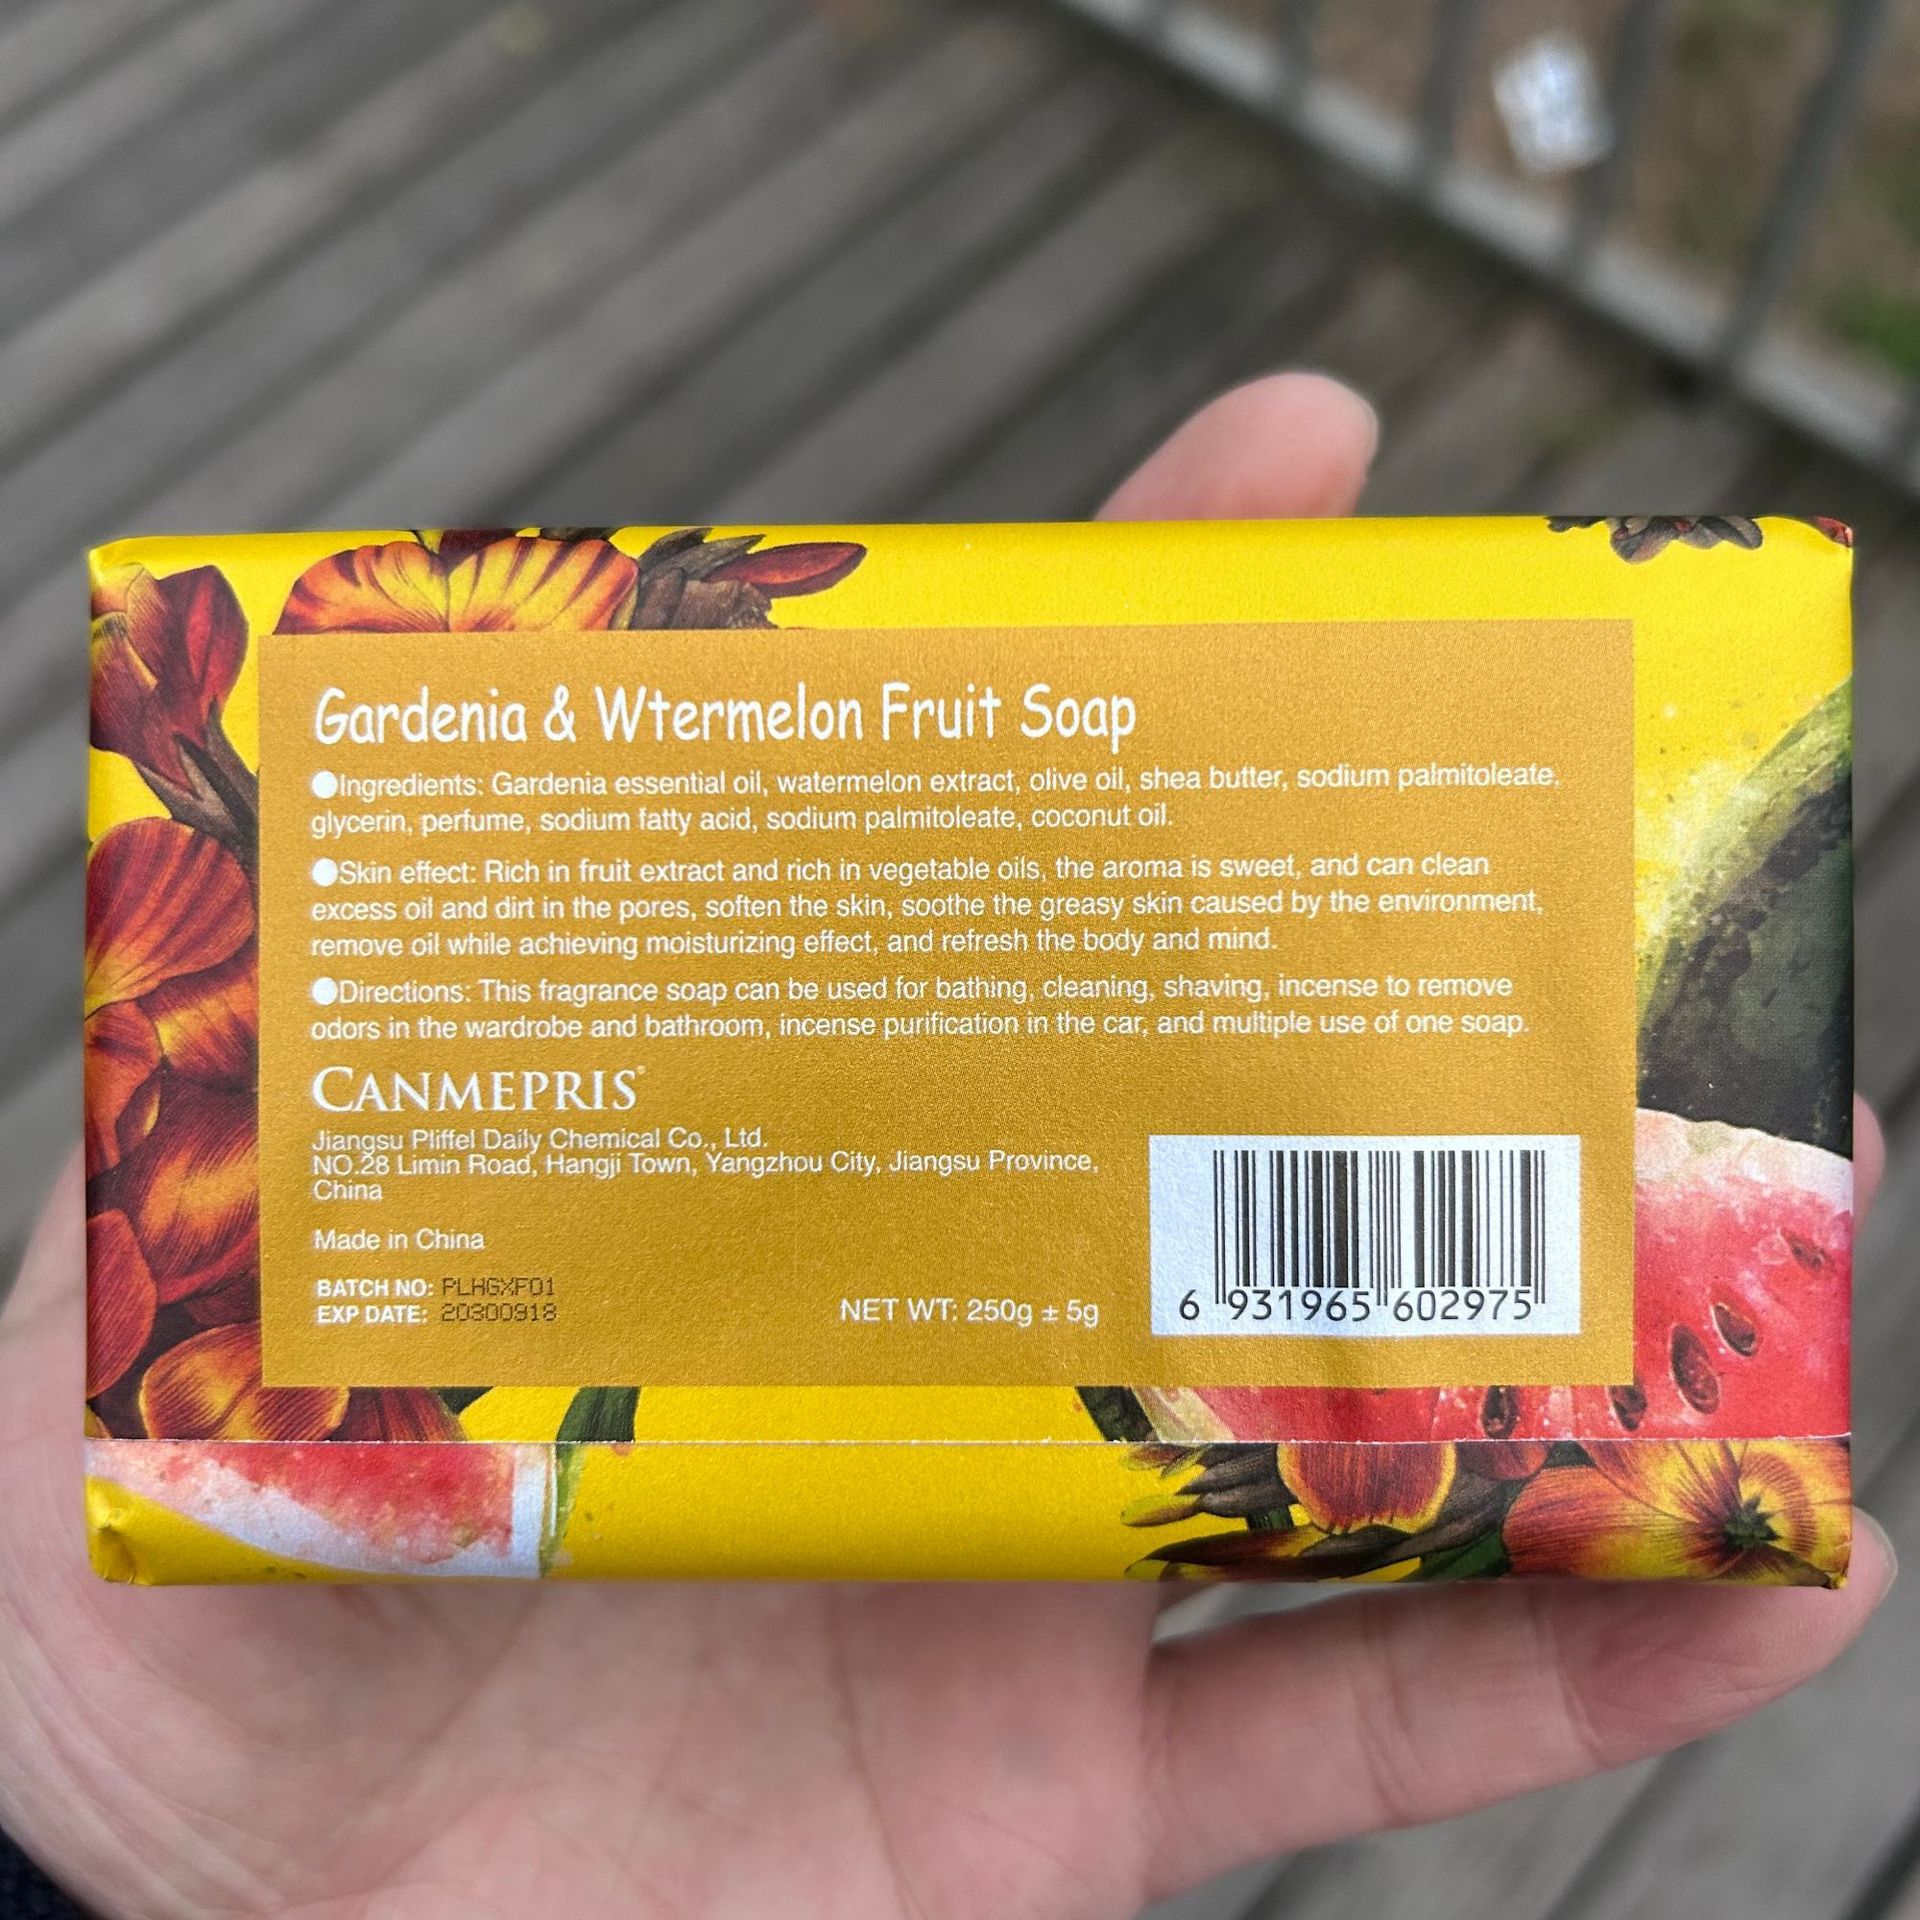 Gardenia & Wtermelon Fruit Soap
●Ingredients: Gardenia essential oil, watermelon extract, olive oil, shea butter, sodium palmitoleate,
glycerin, perfume, sodium fatty acid, sodium palmitoleate, coconut oil.
●Skin effect: Rich in fruit extract and rich in vegetable oils, the aroma is sweet, and can clean
excess oil and dirt in the pores, soften the skin, soothe the greasy skin caused by the environment,
remove oil while achieving moisturizing effect, and refresh the body and mind.
●Directions: This fragrance soap can be used for bathing, cleaning, shaving, incense to remove
odors in the wardrobe and bathroom, incense purification in the car, and multiple use of one soap.
CANMEPRIS
Jiangsu Pliffel Daily Chemical Co., Ltd.
NO.28 Limin Road, Hangji Town, Yangzhou City, Jiangsu Province,
China
Made in China
BATCH NO: PLHGXF01
EXP DATE: 20300918
NET WT: 250g ± 5g
6 931965 602975